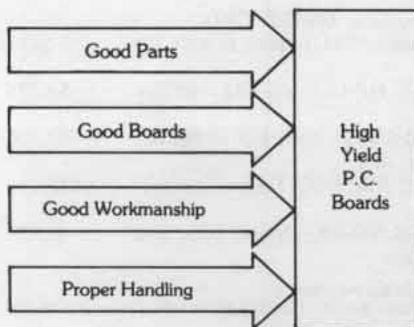 Good Parts
Good Boards
Good Workmanship
Proper Handling
High
Yield
P.C.
Boards